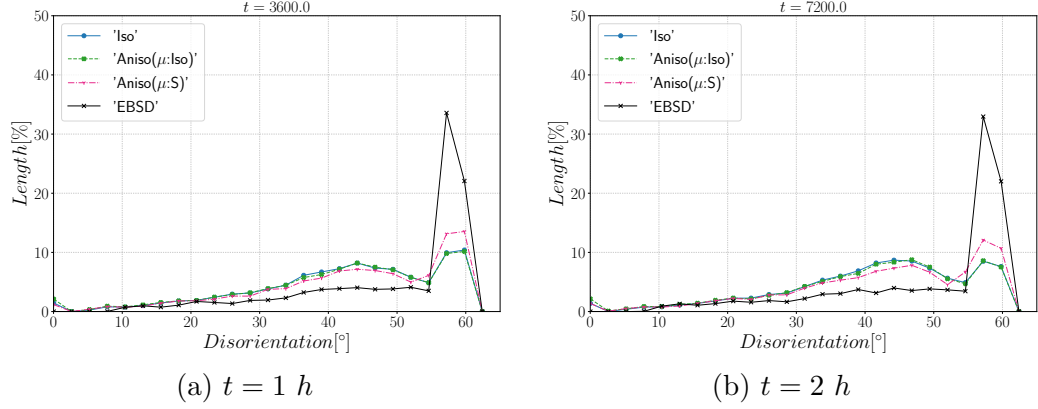 t = 3600.0
50
40
30
20
10
0
Length[%]
'Iso'
'Aniso(μ:Iso)'
'Aniso(μ:S)'
'EBSD'
0 10 20 30 40 50 60
Disorientation[°]
(a) t = 1 h
t = 7200.0
50
40
30
20
10
0
Length[%]
'Iso'
'Aniso(μ:Iso)'
'Aniso(μ:S)'
'EBSD'
0 10 20 30 40 50 60
Disorientation[°]
(b) t = 2 h